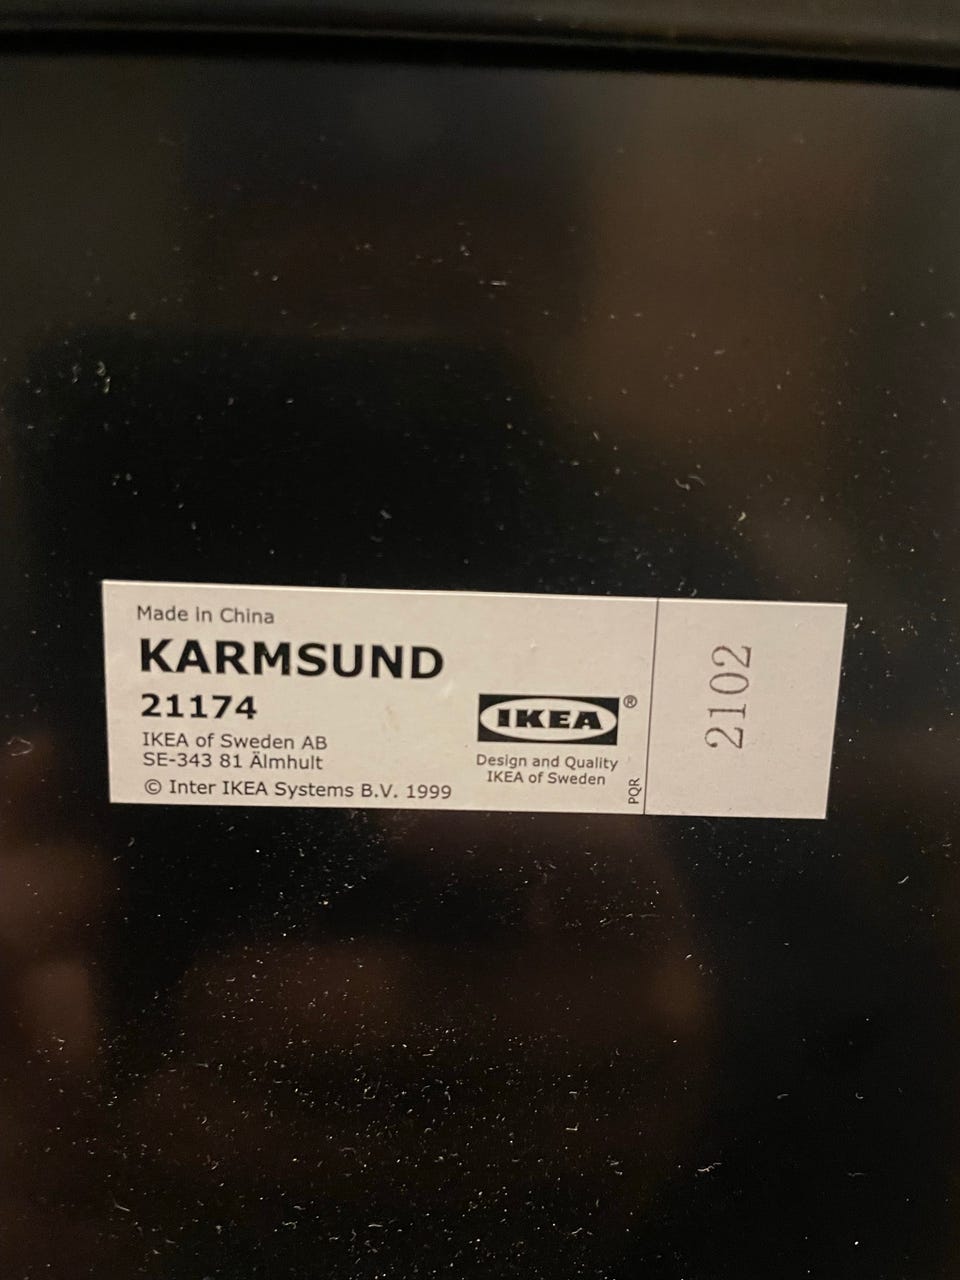 Made in China
KARMSUND
21174
IKEA of Sweden AB
SE-343 81 Älmhult
© Inter IKEA Systems B.V. 1999
IKEA®
Design and Quality
IKEA of Sweden
PQR
2102